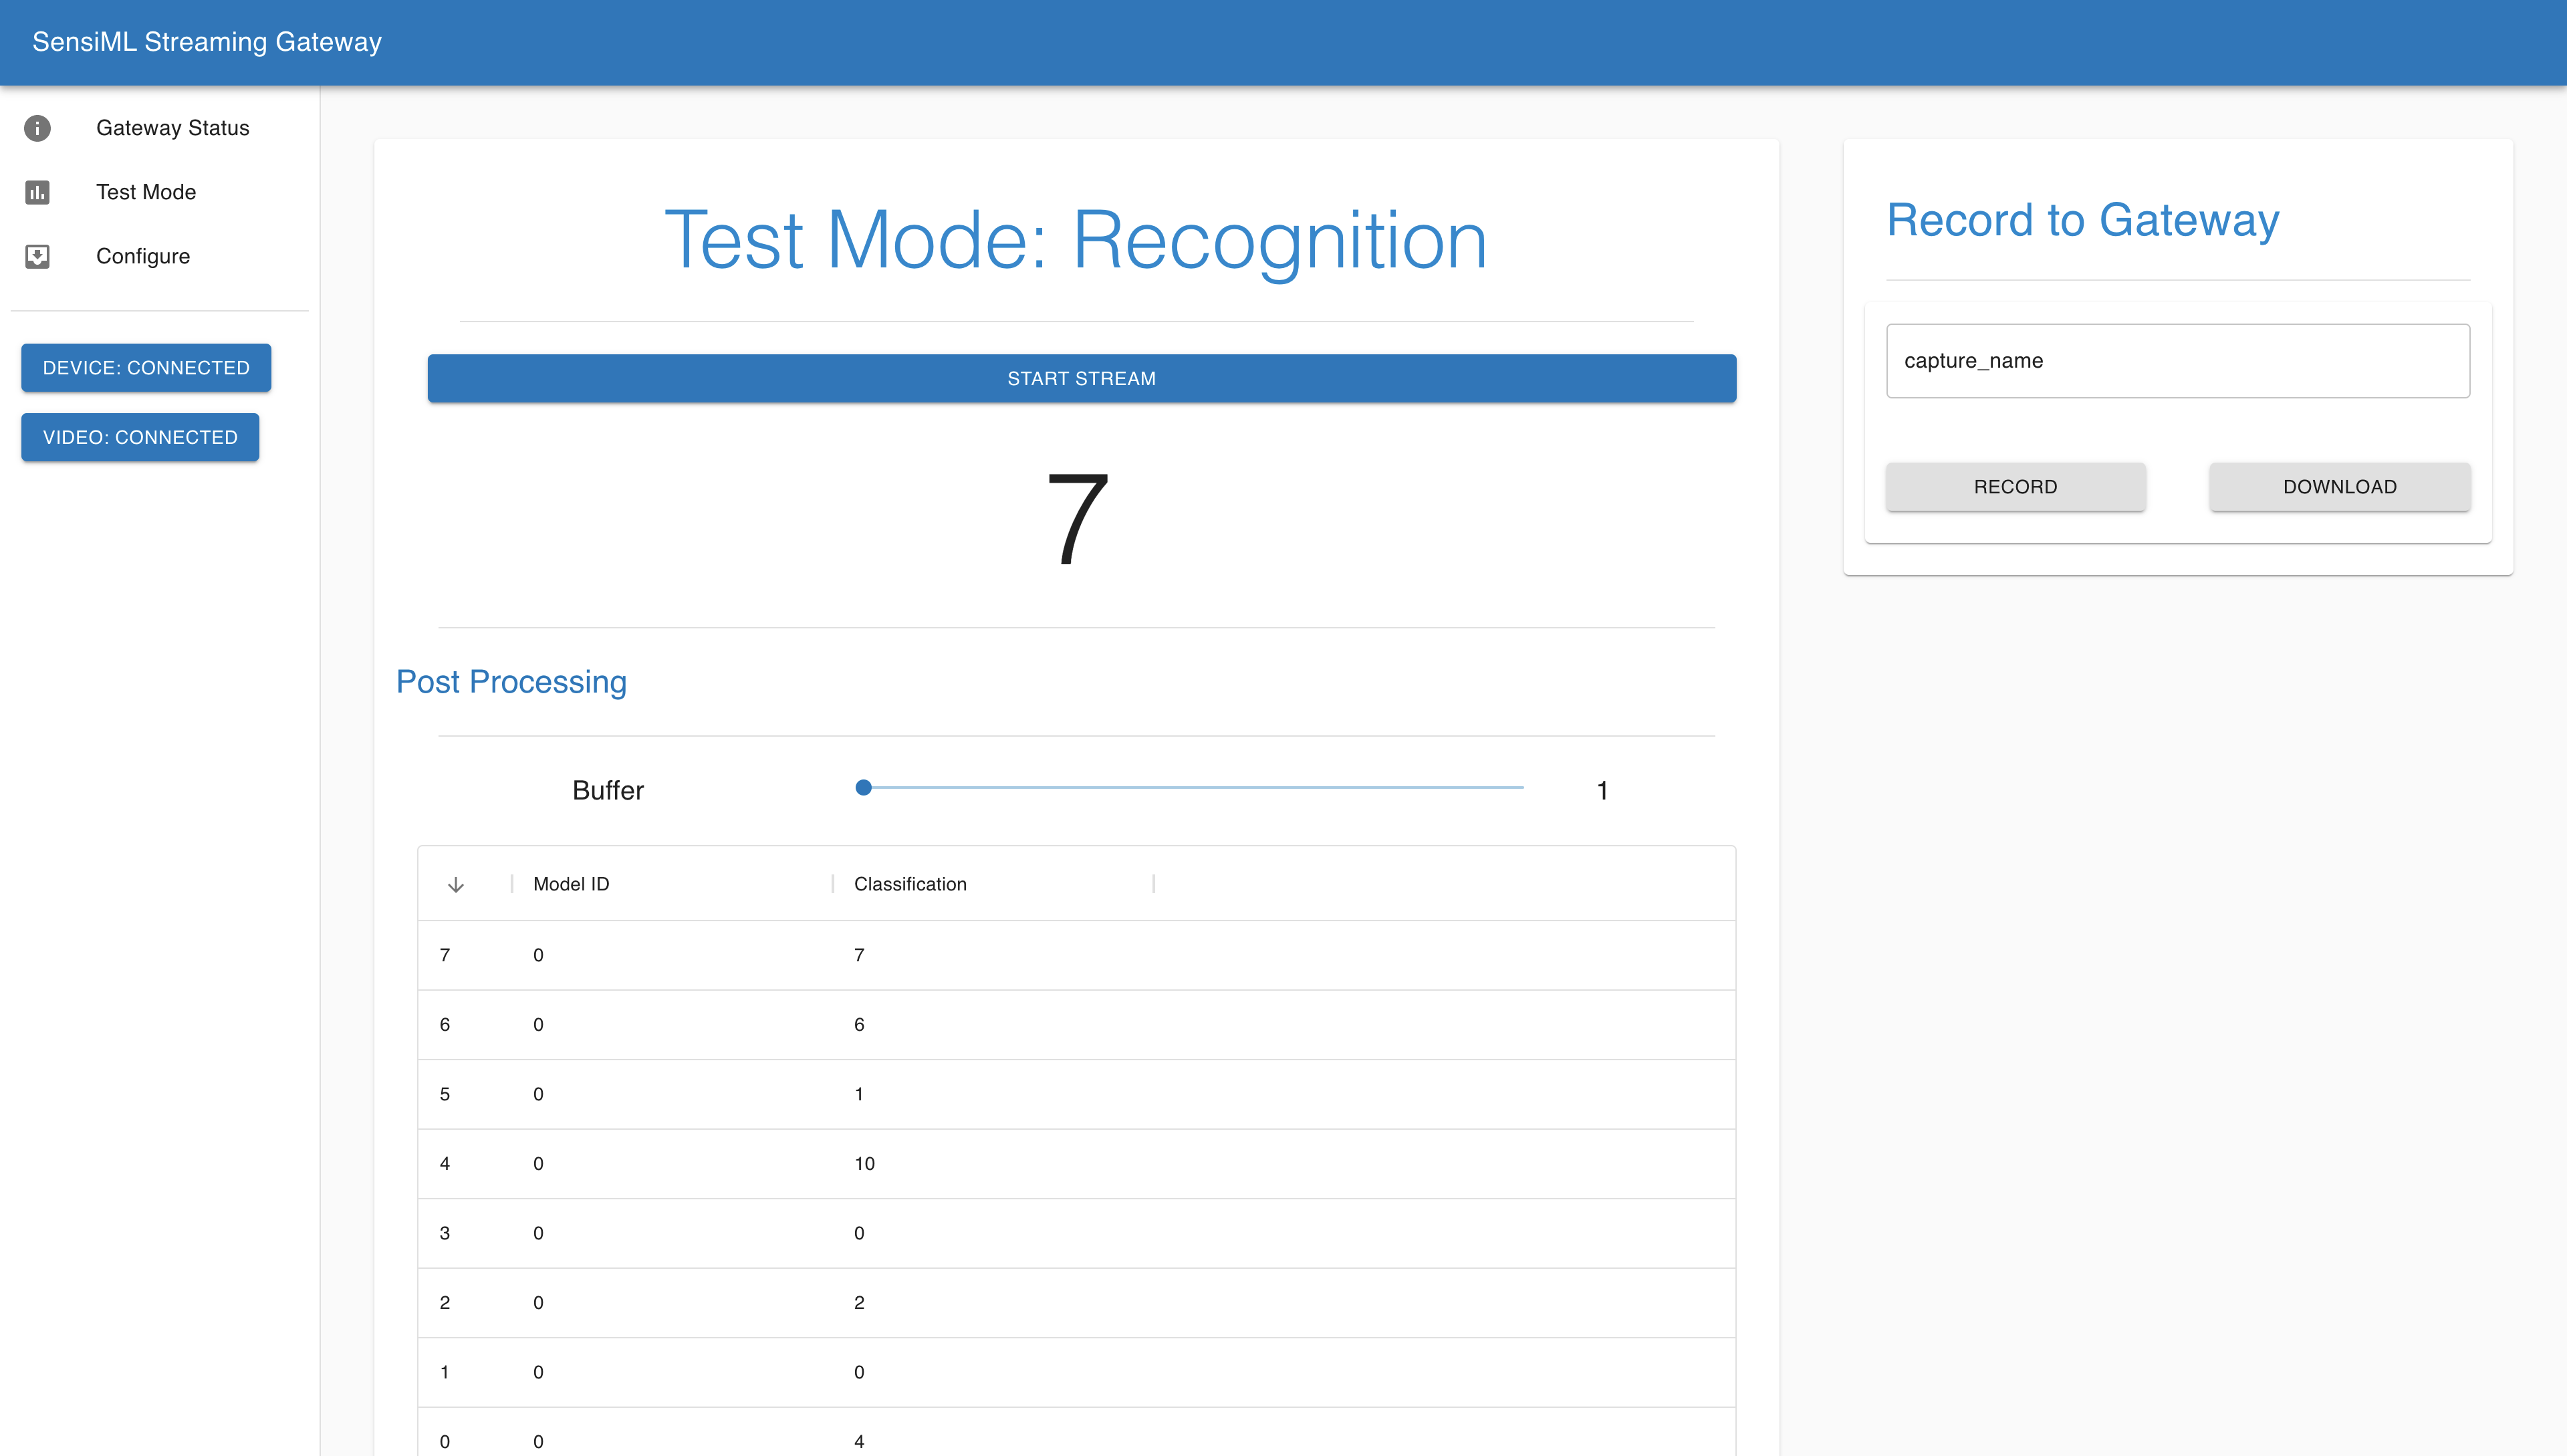 SensiML Streaming Gateway
Gateway Status
Test Mode
Configure
DEVICE: CONNECTED
VIDEO: CONNECTED
Test Mode: Recognition
START STREAM
7
Post Processing
Buffer 1
Model ID Classification
7 0 7
6 0 6
5 0 1
4 0 10
3 0 0
2 0 2
1 0 0
0 0 4
Record to Gateway
capture_name
RECORD DOWNLOAD